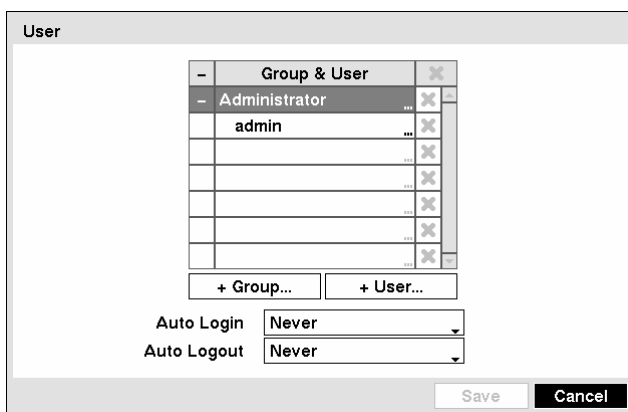 User
– Group & User
– Administrator ...
admin ...
...
...
...
...
...
+ Group... + User...
Auto Login Never
Auto Logout Never
Save Cancel